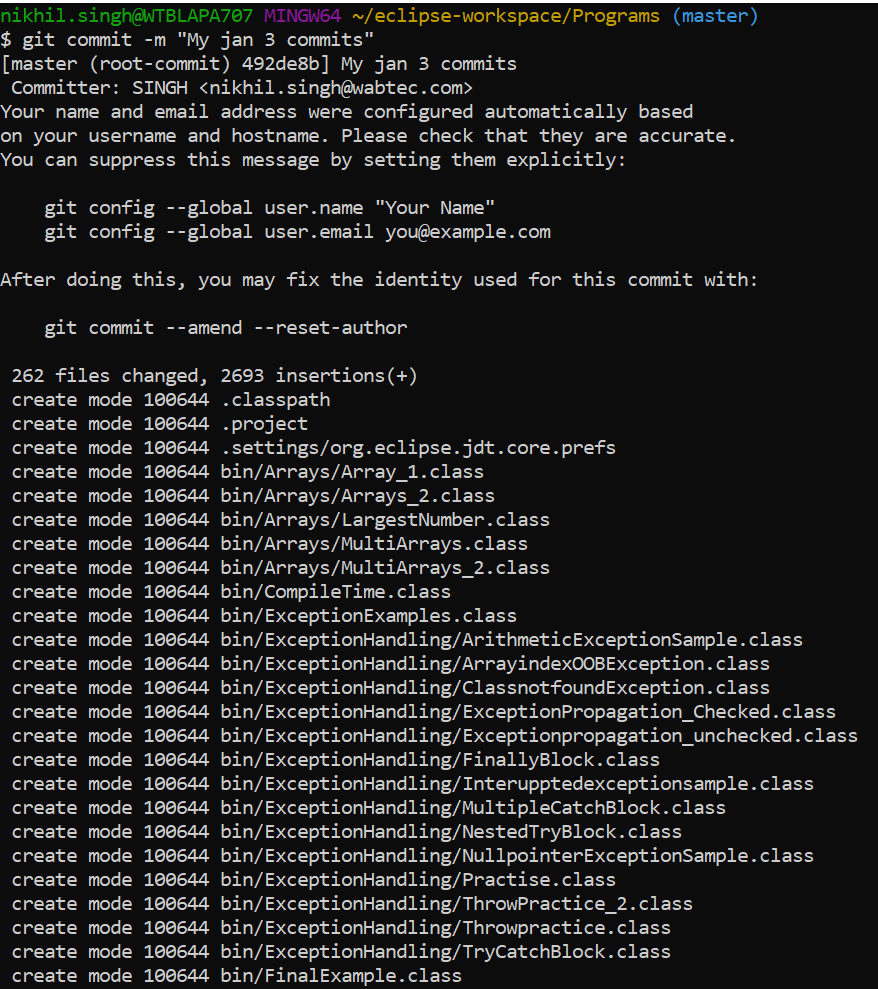 nikhil.singh@WTBLAPA707 MINGW64 ~/eclipse-workspace/Programs (master)
$ git commit -m "My jan 3 commits"
[master (root-commit) 492de8b] My jan 3 commits
 Committer: SINGH <nikhil.singh@wabtec.com>
Your name and email address were configured automatically based
on your username and hostname. Please check that they are accurate.
You can suppress this message by setting them explicitly:

    git config --global user.name "Your Name"
    git config --global user.email you@example.com

After doing this, you may fix the identity used for this commit with:

    git commit --amend --reset-author

 262 files changed, 2693 insertions(+)
 create mode 100644 .classpath
 create mode 100644 .project
 create mode 100644 .settings/org.eclipse.jdt.core.prefs
 create mode 100644 bin/Arrays/Array_1.class
 create mode 100644 bin/Arrays/Arrays_2.class
 create mode 100644 bin/Arrays/LargestNumber.class
 create mode 100644 bin/Arrays/MultiArrays.class
 create mode 100644 bin/Arrays/MultiArrays_2.class
 create mode 100644 bin/CompileTime.class
 create mode 100644 bin/ExceptionExamples.class
 create mode 100644 bin/ExceptionHandling/ArithmeticExceptionSample.class
 create mode 100644 bin/ExceptionHandling/ArrayindexOOBException.class
 create mode 100644 bin/ExceptionHandling/ClassnotfoundException.class
 create mode 100644 bin/ExceptionHandling/ExceptionPropagation_Checked.class
 create mode 100644 bin/ExceptionHandling/Exceptionpropagation_unchecked.class
 create mode 100644 bin/ExceptionHandling/FinallyBlock.class
 create mode 100644 bin/ExceptionHandling/Interupptedexceptionsample.class
 create mode 100644 bin/ExceptionHandling/MultipleCatchBlock.class
 create mode 100644 bin/ExceptionHandling/NestedTryBlock.class
 create mode 100644 bin/ExceptionHandling/NullpointerExceptionSample.class
 create mode 100644 bin/ExceptionHandling/Practise.class
 create mode 100644 bin/ExceptionHandling/ThrowPractice_2.class
 create mode 100644 bin/ExceptionHandling/Throwpractice.class
 create mode 100644 bin/ExceptionHandling/TryCatchBlock.class
 create mode 100644 bin/FinalExample.class